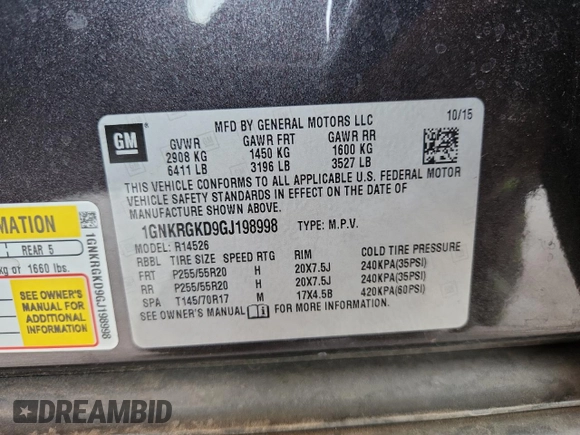 MFD BY GENERAL MOTORS LLC
10/15
GM
GVWR GAWR FRT GAWR RR
2908 KG 1450 KG 1600 KG
6411 LB 3196 LB 3527 LB
THIS VEHICLE CONFORMS TO ALL APPLICABLE U.S. FEDERAL MOTOR
VEHICLE SAFETY STANDARDS IN EFFECT ON THE DATE OF
MANUFACTURE SHOWN ABOVE.
1GNKRGKD9GJ198998 TYPE: M.P.V.
MODEL: R14526
RBBL TIRE SIZE SPEED RTG RIM COLD TIRE PRESSURE
FRT P255/55R20 H 20X7.5J 240KPA(35PSI)
RR P255/55R20 H 20X7.5J 240KPA(35PSI)
SPA T145/70R17 M 17X4.5B 420KPA(60PSI)
SEE OWNER'S MANUAL FOR MORE INFORMATION.
MATION
REAR 5
kg or 1660 lbs.
SEE OWNER'S
MANUAL FOR
ADDITIONAL
INFORMATION
1GNKRGKD9GJ198998
DREAMBID